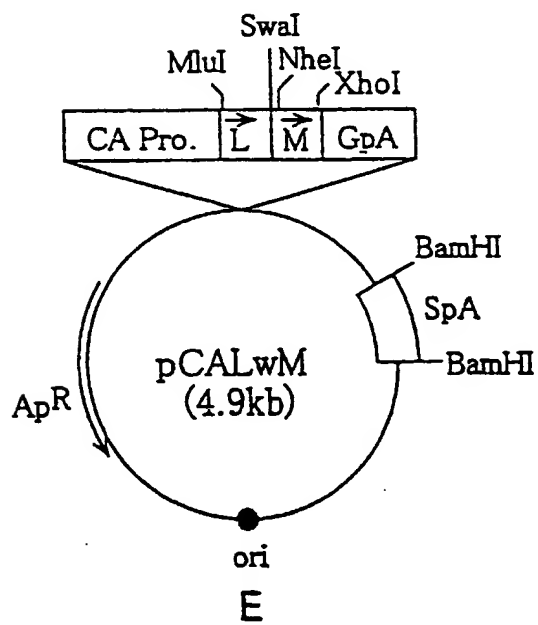 SwaI
MluI NheI
XhoI
CA Pro. L M GpA
BamHI
SpA
BamHI
pCALwM
(4.9kb)
ApR
ori
E